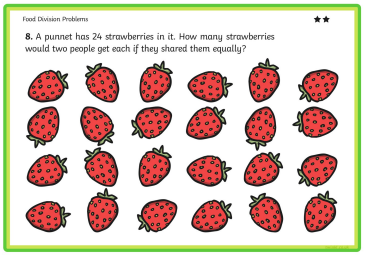 Food Division Problems
8. A punnet has 24 strawberries in it. How many strawberries
would two people get each if they shared them equally?